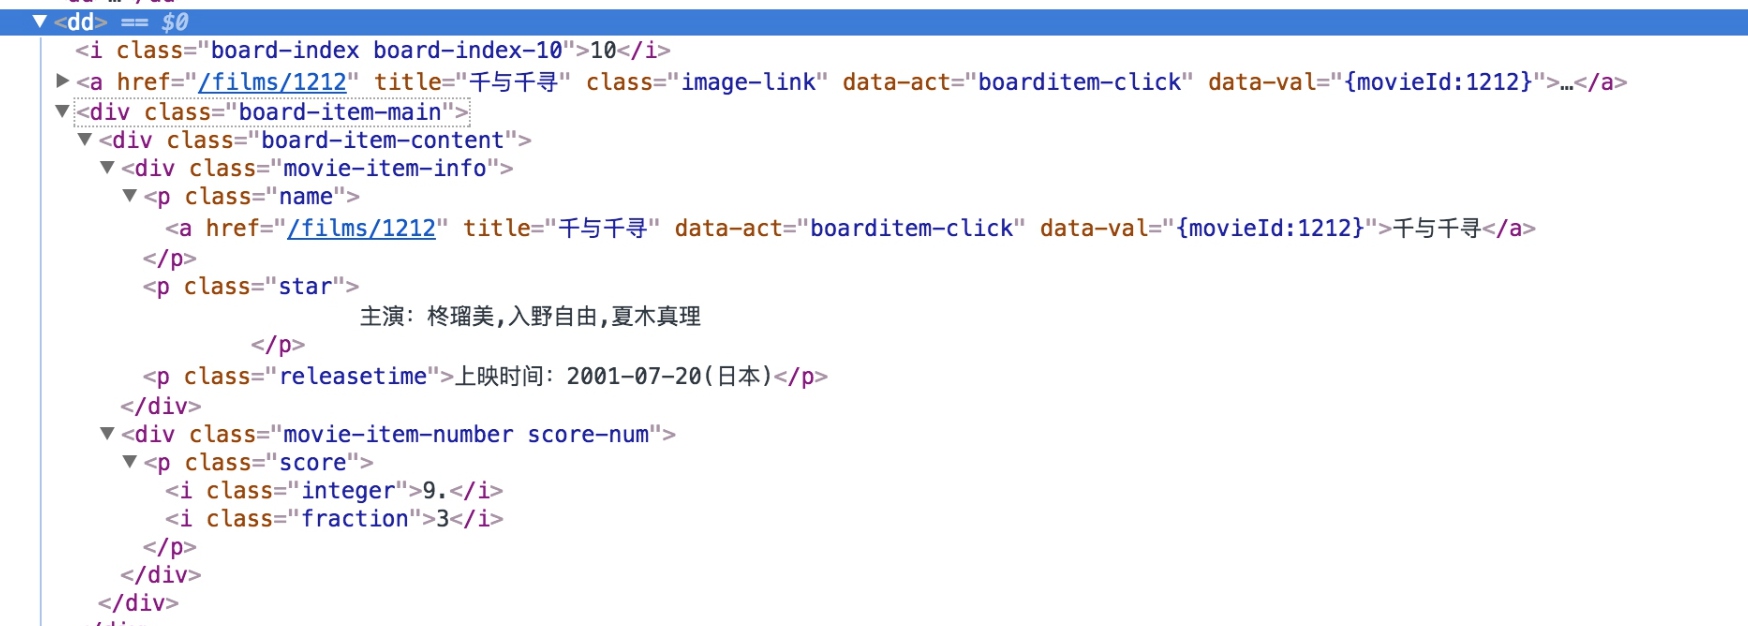 <dd> == $0
<i class="board-index board-index-10">10</i>
<a href="/films/1212" title="千与千寻" class="image-link" data-act="boarditem-click" data-val="{movieId:1212}">…</a>
<div class="board-item-main">
<div class="board-item-content">
<div class="movie-item-info">
<p class="name">
<a href="/films/1212" title="千与千寻" data-act="boarditem-click" data-val="{movieId:1212}">千与千寻</a>
</p>
<p class="star">
主演：柊瑠美,入野自由,夏木真理
</p>
<p class="releasetime">上映时间：2001-07-20(日本)</p>
</div>
<div class="movie-item-number score-num">
<p class="score">
<i class="integer">9.</i>
<i class="fraction">3</i>
</p>
</div>
</div>